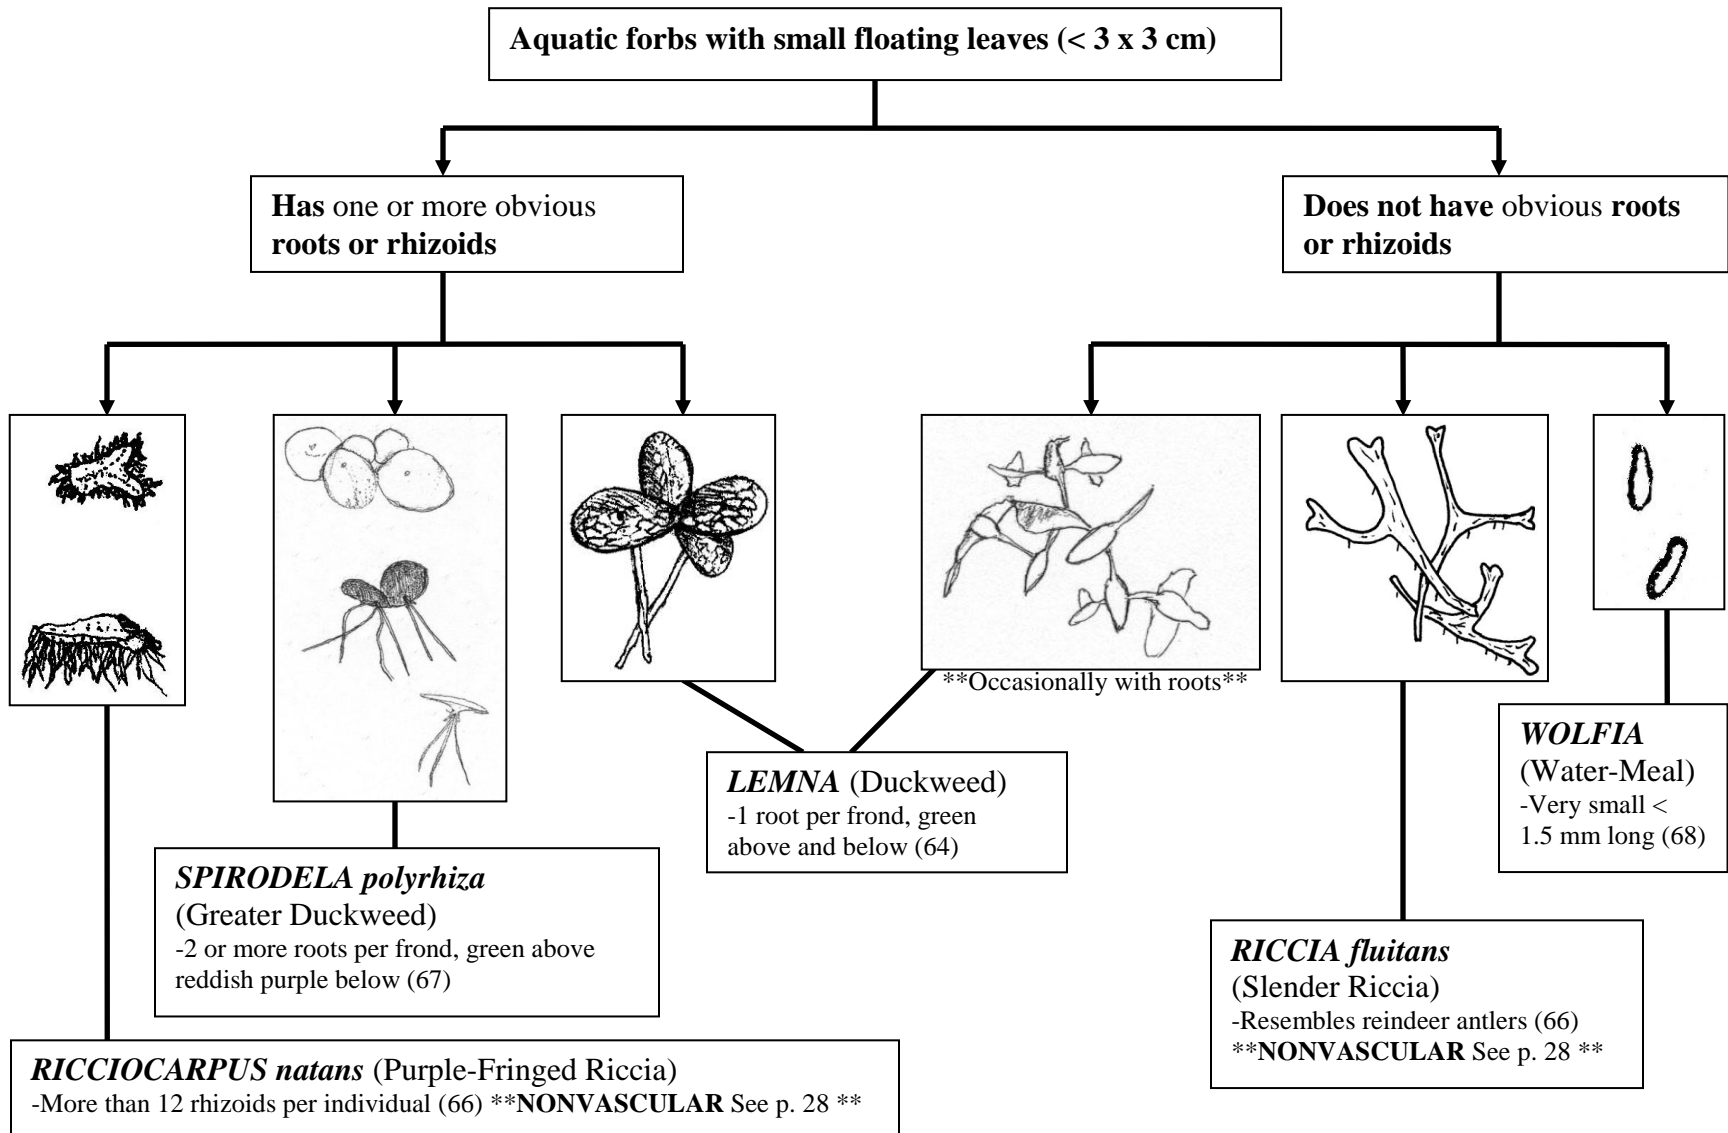 Aquatic forbs with small floating leaves (< 3 x 3 cm)
Has one or more obvious
roots or rhizoids
Does not have obvious roots
or rhizoids
**Occasionally with roots**
LEMNA (Duckweed)
-1 root per frond, green
above and below (64)
WOLFIA
(Water-Meal)
-Very small <
1.5 mm long (68)
SPIRODELA polyrhiza
(Greater Duckweed)
-2 or more roots per frond, green above
reddish purple below (67)
RICCIA fluitans
(Slender Riccia)
-Resembles reindeer antlers (66)
**NONVASCULAR See p. 28 **
RICCIOCARPUS natans (Purple-Fringed Riccia)
-More than 12 rhizoids per individual (66) **NONVASCULAR See p. 28 **